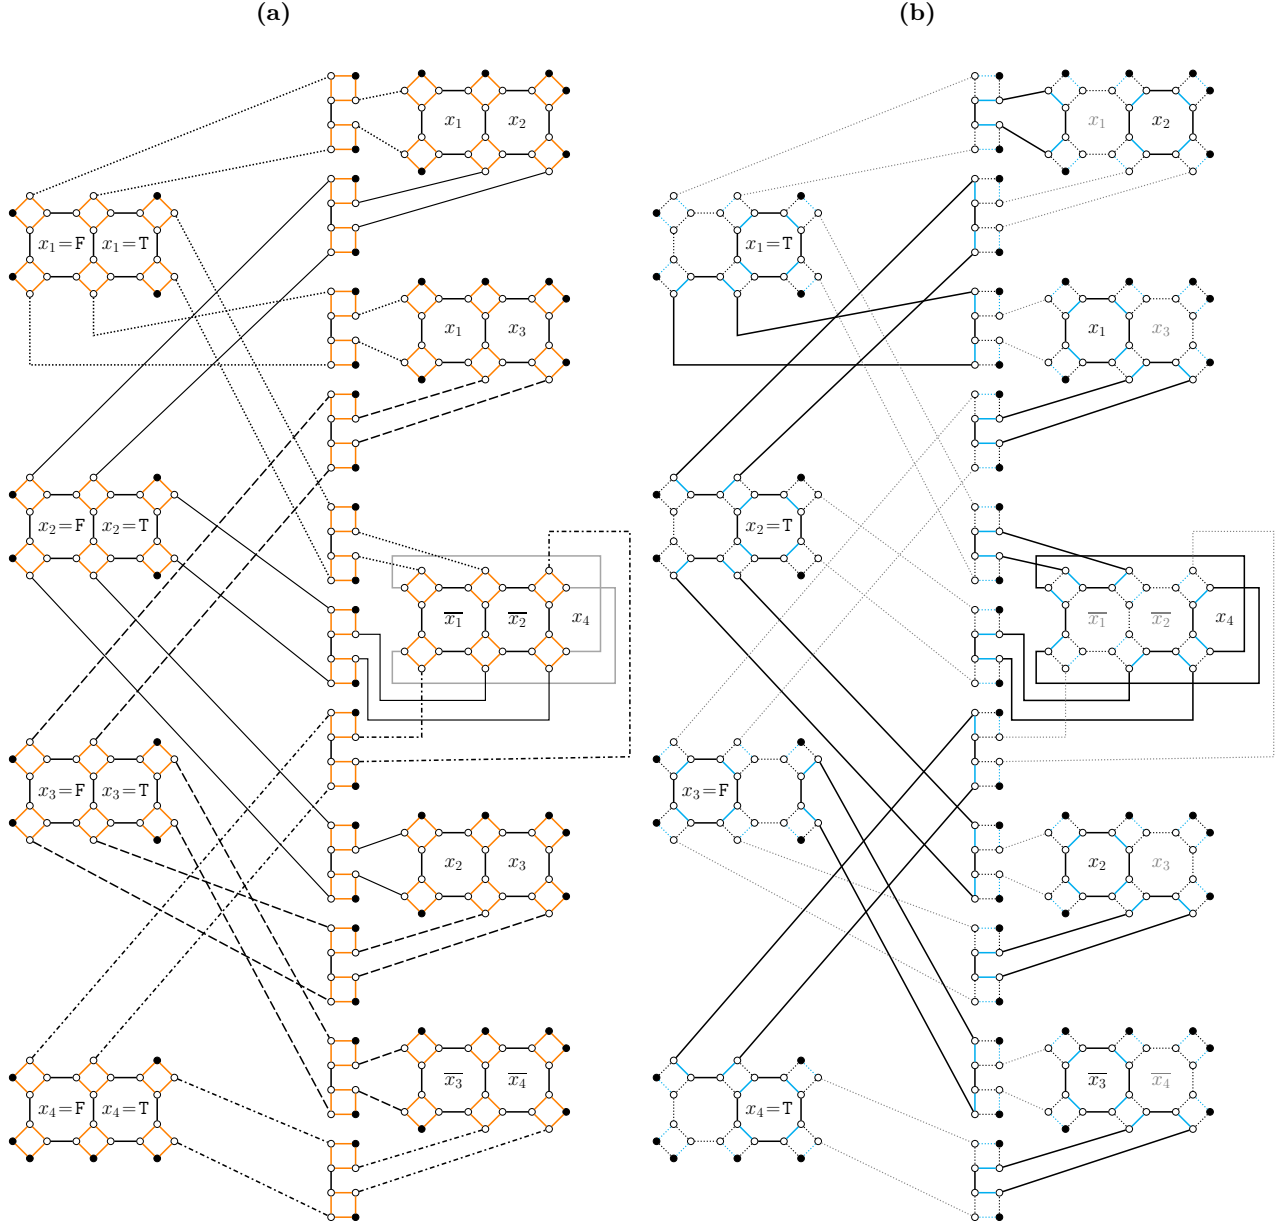 (a) (b)
x₁ x₂
x₁=F x₁=T
x₁ x₃
x₂=F x₂=T
x̅₁ x̅₂ x₄
x₃=F x₃=T
x₂ x₃
x₄=F x₄=T
x̅₃ x̅₄
x₁ x₂
x₁=T
x₁ x₃
x₂=T
x̅₁ x̅₂ x₄
x₃=F
x₂ x₃
x₄=T
x̅₃ x̅₄